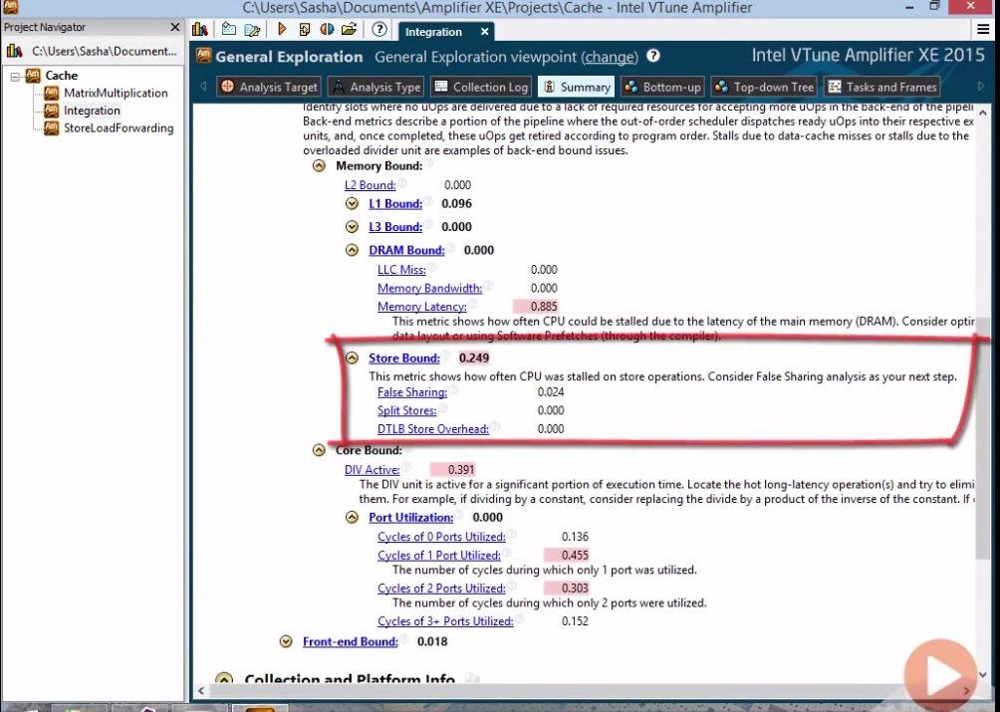 C:\Users\Sasha\Documents\Amplifier XE\Projects\Cache - Intel VTune Amplifier
Project Navigator
C:\Users\Sasha\Document...
Cache
MatrixMultiplication
Integration
StoreLoadForwarding
Integration
General Exploration General Exploration viewpoint (change) ?
Intel VTune Amplifier XE 2015
Analysis Target Analysis Type Collection Log Summary Bottom-up Top-down Tree Tasks and Frames
Identify slots where no uOps are delivered due to a lack of required resources for accepting more uOps in the back-end of the pipeli
Back-end metrics describe a portion of the pipeline where the out-of-order scheduler dispatches ready uOps into their respective ex
units, and, once completed, these uOps get retired according to program order. Stalls due to data-cache misses or stalls due to the
overloaded divider unit are examples of back-end bound issues.
Memory Bound:
L2 Bound: 0.000
L1 Bound: 0.096
L3 Bound: 0.000
DRAM Bound: 0.000
LLC Miss: 0.000
Memory Bandwidth: 0.000
Memory Latency: 0.885
This metric shows how often CPU could be stalled due to the latency of the main memory (DRAM). Consider optir
data layout or using Software Prefetches (through the compiler).
Store Bound: 0.249
This metric shows how often CPU was stalled on store operations. Consider False Sharing analysis as your next step.
False Sharing: 0.024
Split Stores: 0.000
DTLB Store Overhead: 0.000
Core Bound:
DIV Active: 0.391
The DIV unit is active for a significant portion of execution time. Locate the hot long-latency operation(s) and try to elimi
them. For example, if dividing by a constant, consider replacing the divide by a product of the inverse of the constant. If
Port Utilization: 0.000
Cycles of 0 Ports Utilized: 0.136
Cycles of 1 Port Utilized: 0.455
The number of cycles during which only 1 port was utilized.
Cycles of 2 Ports Utilized: 0.303
The number of cycles during which only 2 ports were utilized.
Cycles of 3+ Ports Utilized: 0.152
Front-end Bound: 0.018
Collection and Platform Info